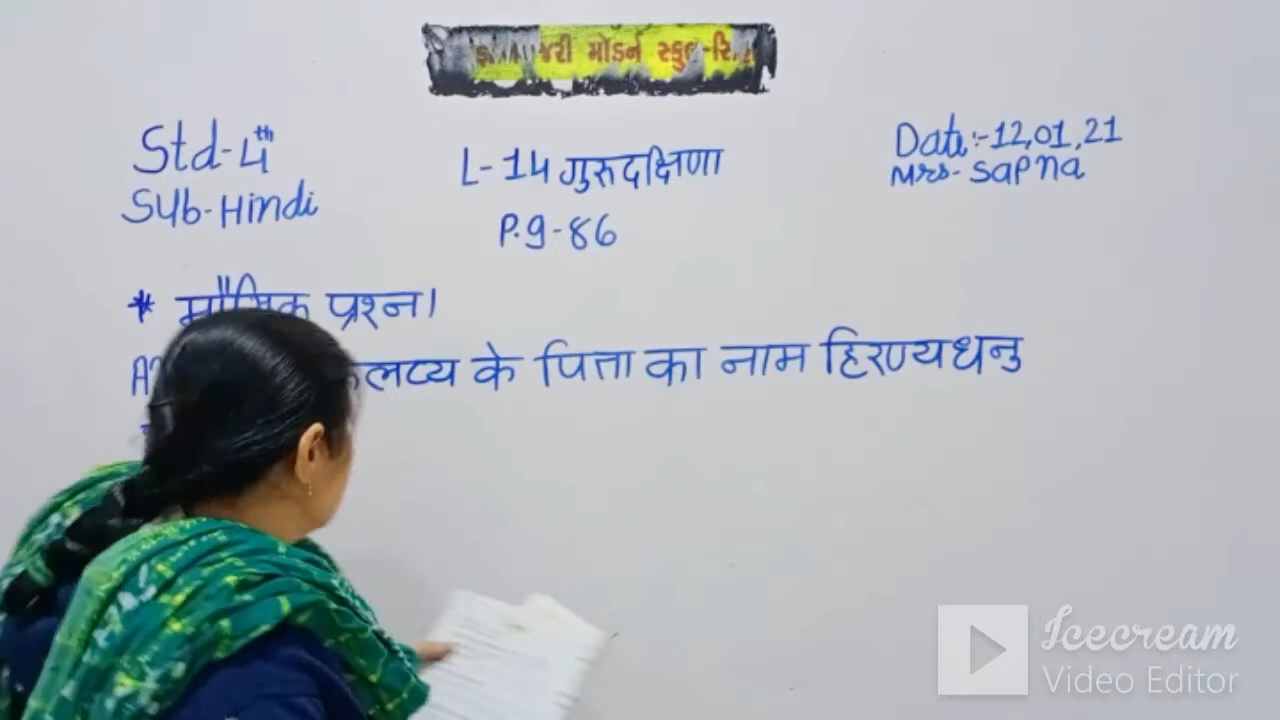 મોડર્ન સ્કુલ
Std-4th
Sub-Hindi
L-14 गुरुदक्षिणा
P.g-86
Date:-12,01,21
Mrs- Sapna
* प्रश्न।
के पित्ता का नाम हिरण्यधनु
Icecream
Video Editor